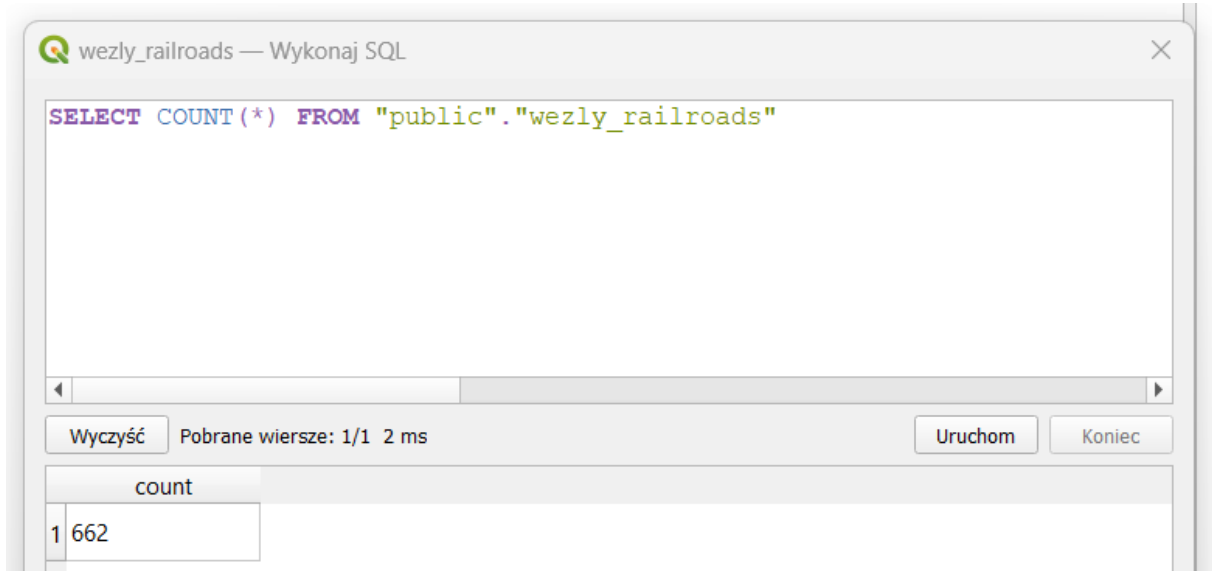 wezly_railroads — Wykonaj SQL
SELECT COUNT(*) FROM "public"."wezly_railroads"
Wyczyść Pobrane wiersze: 1/1 2 ms Uruchom Koniec
count
1 662